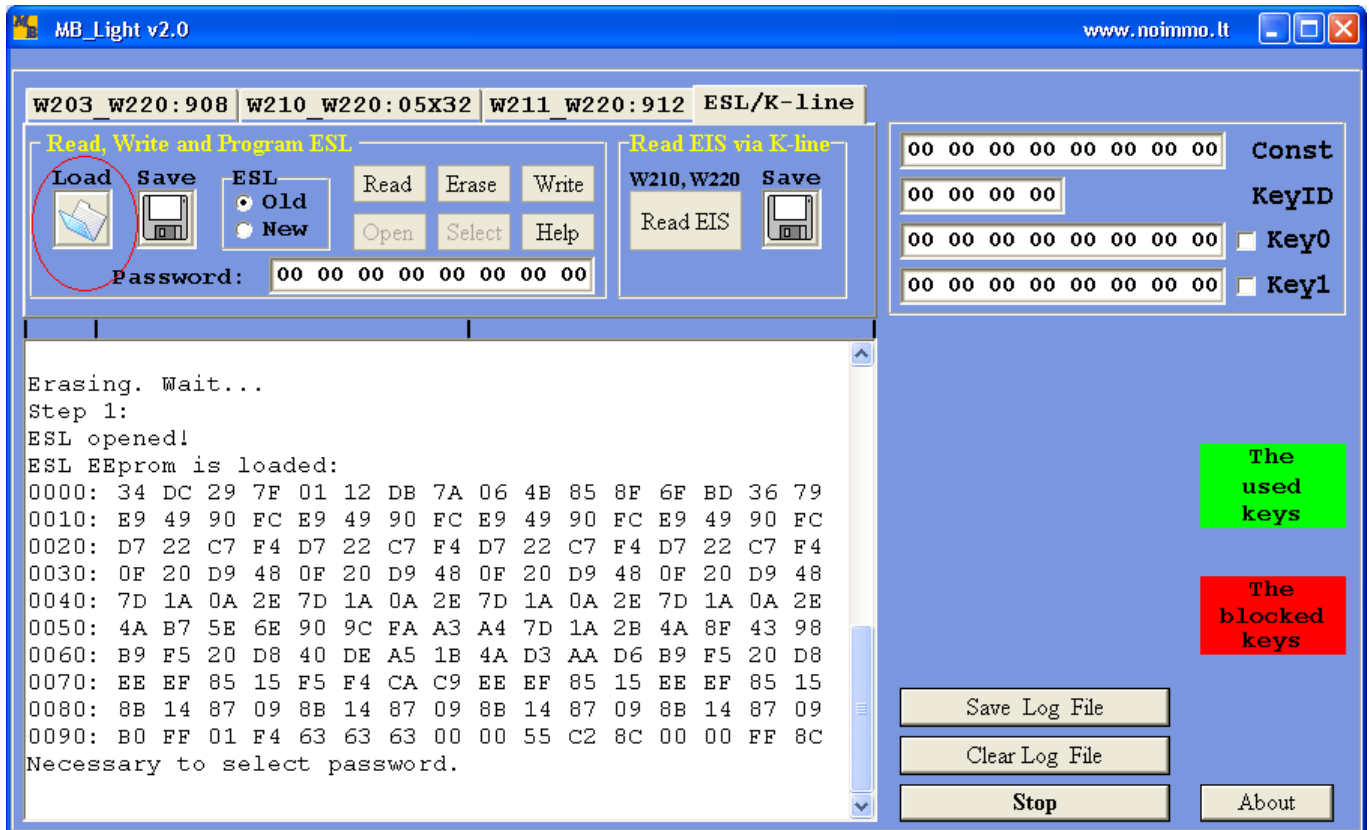 MB_Light v2.0 www.noimmo.lt
W203_W220:908 W210_W220:05X32 W211_W220:912 ESL/K-line
Read, Write and Program ESL
Load Save ESL
Old
New
Read Erase Write
Open Select Help
Password: 00 00 00 00 00 00 00 00
Read EIS via K-line
W210, W220 Save
Read EIS
00 00 00 00 00 00 00 00 Const
00 00 00 00 KeyID
00 00 00 00 00 00 00 00 Key0
00 00 00 00 00 00 00 00 Key1
Erasing. Wait...
Step 1:
ESL opened!
ESL EEprom is loaded:
0000: 34 DC 29 7F 01 12 DB 7A 06 4B 85 8F 6F BD 36 79
0010: E9 49 90 FC E9 49 90 FC E9 49 90 FC E9 49 90 FC
0020: D7 22 C7 F4 D7 22 C7 F4 D7 22 C7 F4 D7 22 C7 F4
0030: 0F 20 D9 48 0F 20 D9 48 0F 20 D9 48 0F 20 D9 48
0040: 7D 1A 0A 2E 7D 1A 0A 2E 7D 1A 0A 2E 7D 1A 0A 2E
0050: 4A B7 5E 6E 90 9C FA A3 A4 7D 1A 2B 4A 8F 43 98
0060: B9 F5 20 D8 40 DE A5 1B 4A D3 AA D6 B9 F5 20 D8
0070: EE EF 85 15 F5 F4 CA C9 EE EF 85 15 EE EF 85 15
0080: 8B 14 87 09 8B 14 87 09 8B 14 87 09 8B 14 87 09
0090: B0 FF 01 F4 63 63 63 00 00 55 C2 8C 00 00 FF 8C
Necessary to select password.
The
used
keys
The
blocked
keys
Save Log File
Clear Log File
Stop
About